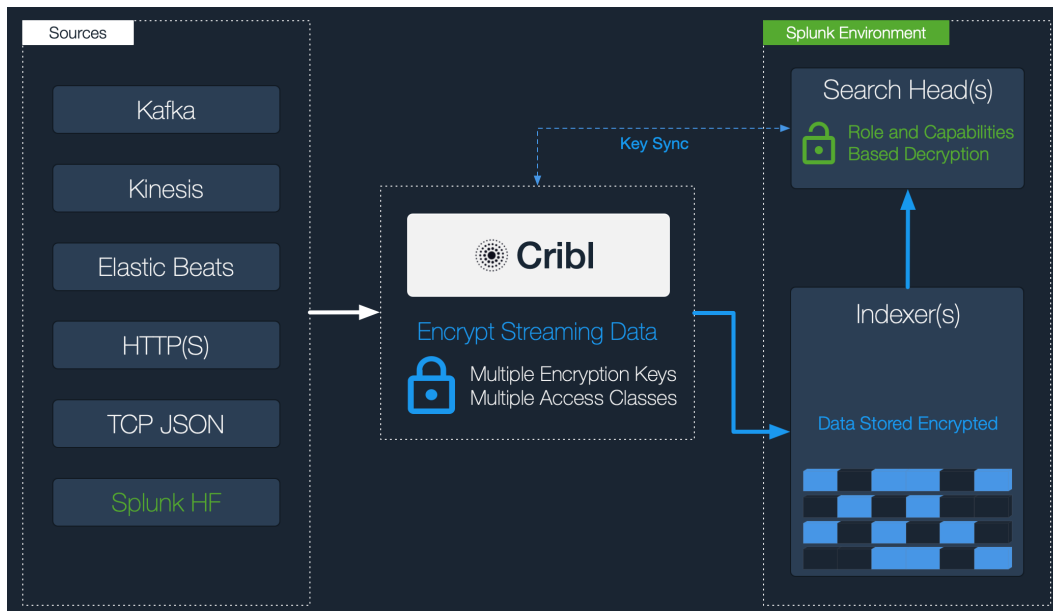 Sources
Kafka
Kinesis
Elastic Beats
HTTP(S)
TCP JSON
Splunk HF
Key Sync
Cribl
Encrypt Streaming Data
Multiple Encryption Keys
Multiple Access Classes
Splunk Environment
Search Head(s)
Role and Capabilities
Based Decryption
Indexer(s)
Data Stored Encrypted